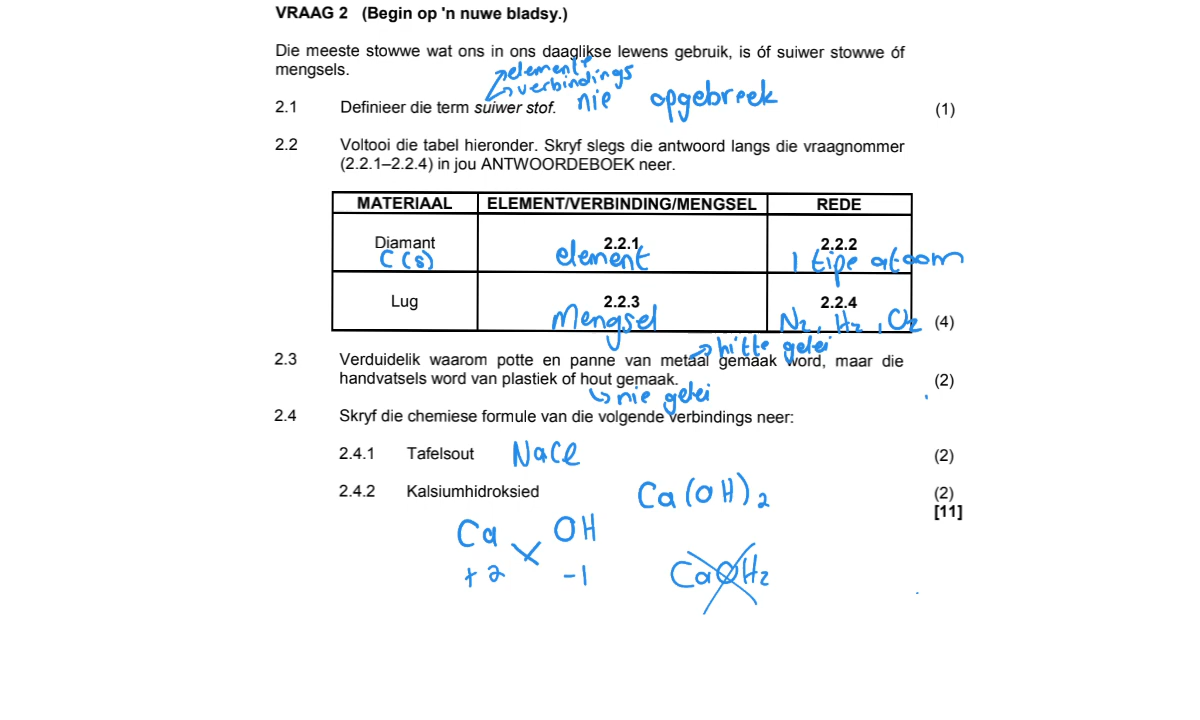 VRAAG 2 (Begin op 'n nuwe bladsy.)
Die meeste stowwe wat ons in ons daaglikse lewens gebruik, is óf suiwer stowwe óf
mengsels.
element
verbindings
2.1 Definieer die term suiwer stof. nie opgebreek (1)
2.2 Voltooi die tabel hieronder. Skryf slegs die antwoord langs die vraagnommer
(2.2.1–2.2.4) in jou ANTWOORDEBOEK neer.
MATERIAAL ELEMENT/VERBINDING/MENGSEL REDE
Diamant 2.2.1 2.2.2
C(s) element 1 tipe atoom
Lug 2.2.3 2.2.4
Mengsel N₂, H₂, O₂ (4)
hitte gelei
2.3 Verduidelik waarom potte en panne van metaal gemaak word, maar die
handvatsels word van plastiek of hout gemaak. (2)
nie gelei
2.4 Skryf die chemiese formule van die volgende verbindings neer:
2.4.1 Tafelsout NaCl (2)
2.4.2 Kalsiumhidroksied Ca(OH)₂ (2)
[11]
Ca OH
+2 -1 CaOH₂